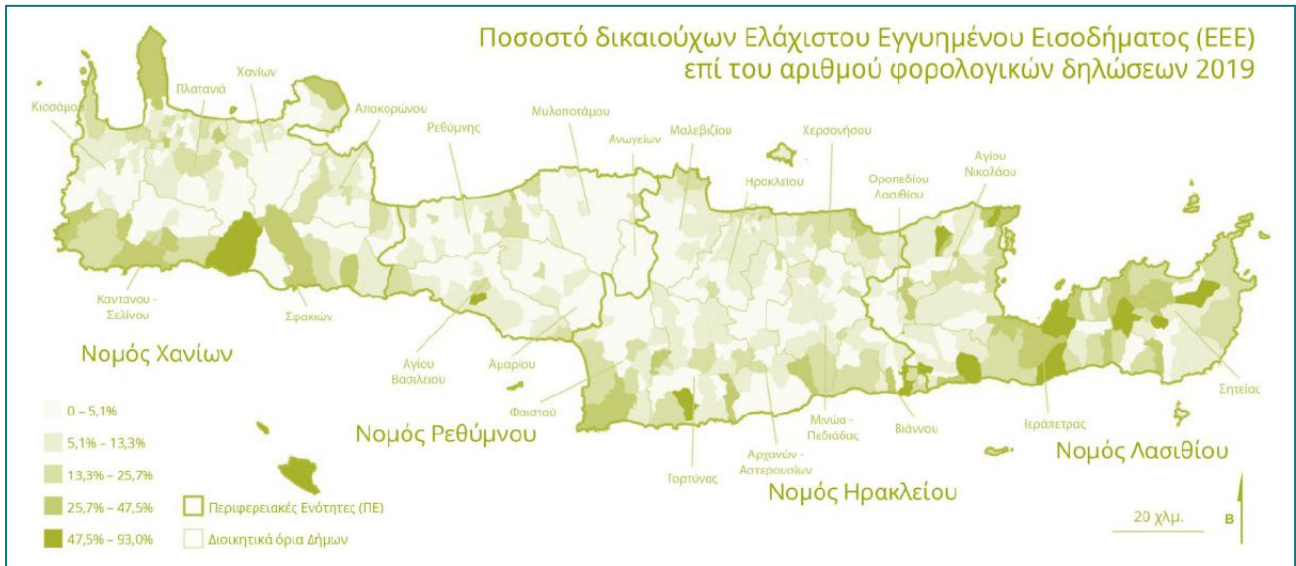 Ποσοστό δικαιούχων Ελάχιστου Εγγυημένου Εισοδήματος (ΕΕΕ)
επί του αριθμού φορολογικών δηλώσεων 2019
Κισσάμου
Πλατανιά
Χανίων
Αποκορώνου
Ρεθύμνης
Μυλοποτάμου
Ανωγείων
Μαλεβιζίου
Ηρακλείου
Χερσονήσου
Οροπεδίου
Λασιθίου
Αγίου
Νικολάου
Καντάνου -
Σελίνου
Σφακιών
Αγίου
Βασιλείου
Αμαρίου
Φαιστού
Γορτύνας
Αρχανών -
Αστερουσίων
Μινώα -
Πεδιάδας
Βιάννου
Ιεράπετρας
Σητείας
Νομός Χανίων
Νομός Ρεθύμνου
Νομός Ηρακλείου
Νομός Λασιθίου
0 – 5,1%
5,1% – 13,3%
13,3% – 25,7%
25,7% – 47,5%
47,5% – 93,0%
Περιφερειακές Ενότητες (ΠΕ)
Διοικητικά όρια Δήμων
20 χλμ.
Β